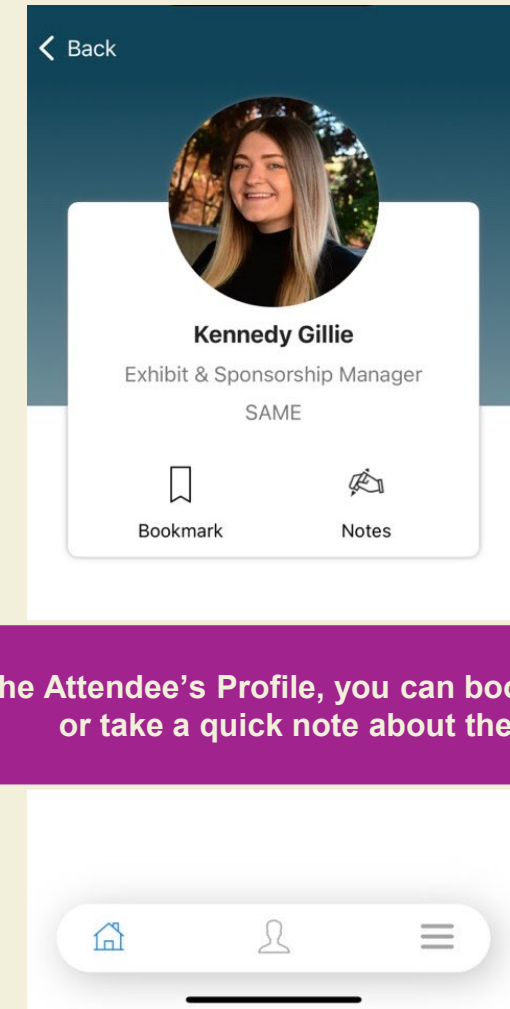 Back
Kennedy Gillie
Exhibit & Sponsorship Manager
SAME
Bookmark
Notes
he Attendee’s Profile, you can boo
or take a quick note about the